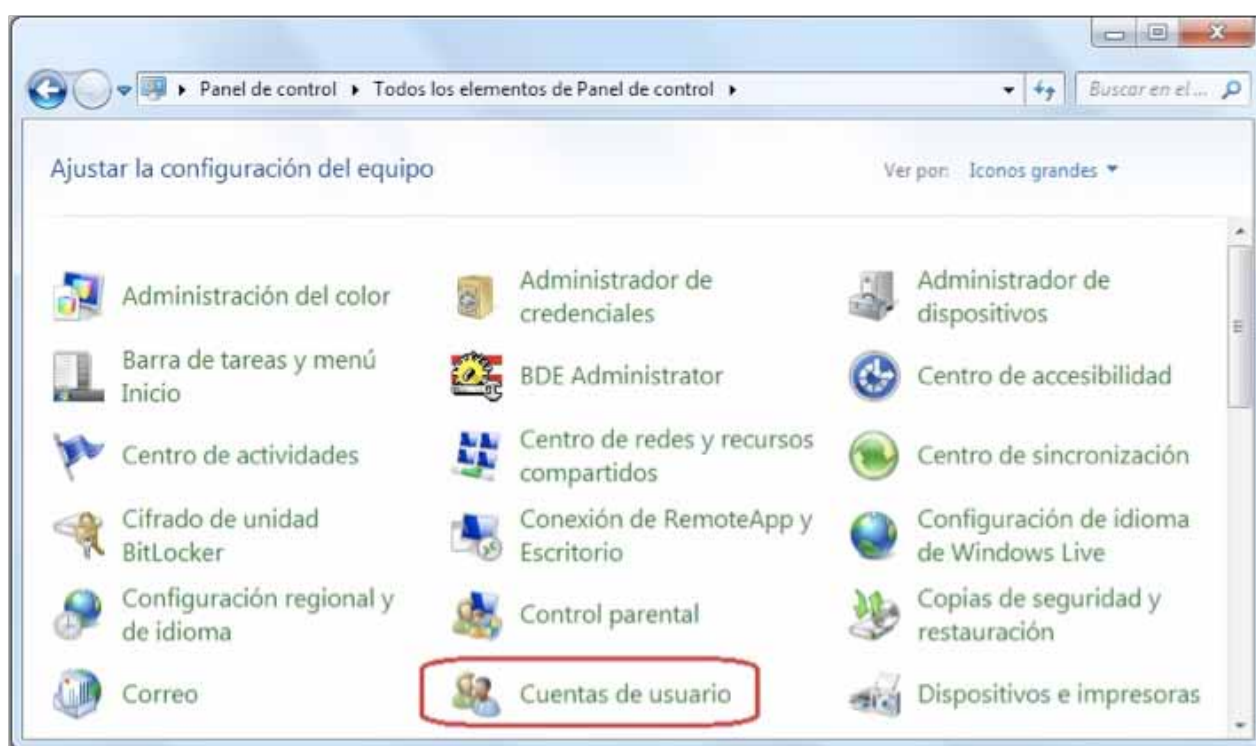 Panel de control ▸ Todos los elementos de Panel de control ▸
Buscar en el ...
Ajustar la configuración del equipo
Ver por: Iconos grandes
Administración del color
Administrador de
credenciales
Administrador de
dispositivos
Barra de tareas y menú
Inicio
BDE Administrator
Centro de accesibilidad
Centro de actividades
Centro de redes y recursos
compartidos
Centro de sincronización
Cifrado de unidad
BitLocker
Conexión de RemoteApp y
Escritorio
Configuración de idioma
de Windows Live
Configuración regional y
de idioma
Control parental
Copias de seguridad y
restauración
Correo
Cuentas de usuario
Dispositivos e impresoras